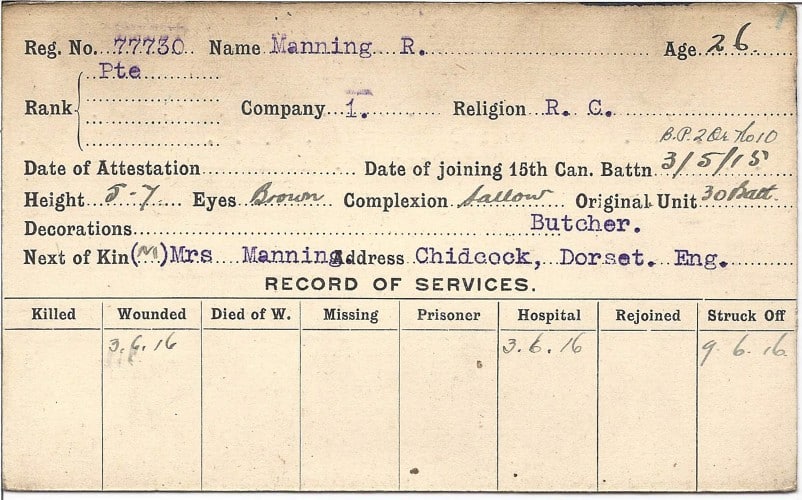 Reg. No. 77730 Name Manning R. Age 26
Pte
Rank Company 1. Religion R. C.
B.P. 2 Or No 10
Date of Attestation Date of joining 15th Can. Battn 3/5/15
Height 5-7 Eyes Brown Complexion Sallow Original Unit 30 Batt.
Decorations Butcher.
Next of Kin (M) Mrs Manning. Address Chidcock, Dorset. Eng.
RECORD OF SERVICES.
Killed Wounded Died of W. Missing Prisoner Hospital Rejoined Struck Off
3.6.16 3.6.16 9.6.16